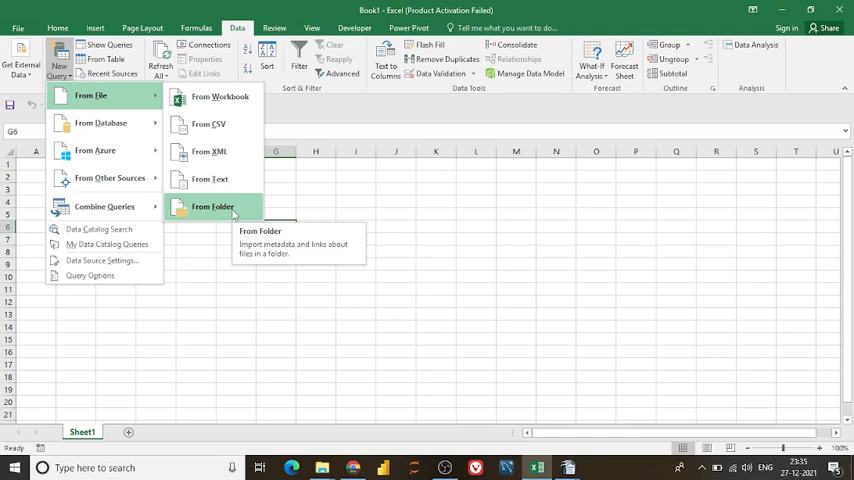 Book1 - Excel (Product Activation Failed)
File Home Insert Page Layout Formulas Data Review View Developer Power Pivot Tell me what you want to do... Sign in Share
Get External Data
New Query
Show Queries
From Table
Recent Sources
Refresh All
Connections
Properties
Edit Links
Sort
Filter
Clear
Reapply
Advanced
Text to Columns
Flash Fill
Remove Duplicates
Data Validation
Consolidate
Relationships
Manage Data Model
What-If Analysis
Forecast Sheet
Group
Ungroup
Data Analysis
Sort & Filter Data Tools Forecast Outline Analysis
From File
From Database
From Azure
From Other Sources
Combine Queries
Data Catalog Search
My Data Catalog Queries
Data Source Settings...
Query Options
From Workbook
From CSV
From XML
From Text
From Folder
From Folder
Import metadata and links about
files in a folder.
G6
A G H I J K L M N O P Q R S T U
1
2
3
4
5
6
7
8
9
10
11
12
13
14
15
16
17
18
19
20
21
Sheet1
Ready
100%
Type here to search
ENG
23:35
27-12-2021